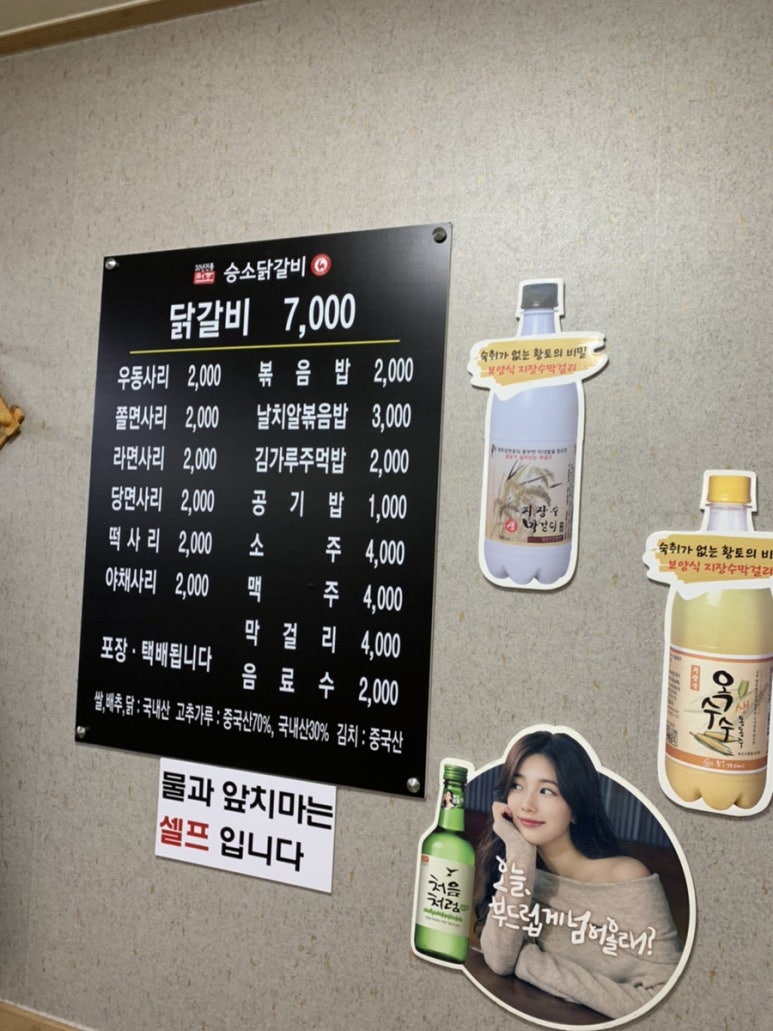 승소닭갈비
닭갈비 7,000
우동사리 2,000
쫄면사리 2,000
라면사리 2,000
당면사리 2,000
떡 사 리 2,000
야채사리 2,000
포장 · 택배됩니다
볶 음 밥 2,000
날치알볶음밥 3,000
김가루주먹밥 2,000
공 기 밥 1,000
소 주 4,000
맥 주 4,000
막 걸 리 4,000
음 료 수 2,000
쌀,배추,닭 : 국내산 고추가루 : 중국산70%, 국내산30% 김치 : 중국산
물과 앞치마는
셀프 입니다
숙취가 없는 황토의 비밀
보양식 지장수막걸리
지장수
막걸리
숙취가 없는 황토의 비
보양식 지장수막걸리
옥수수
생
처음
처럼
오늘,
부드럽게넘어올래?